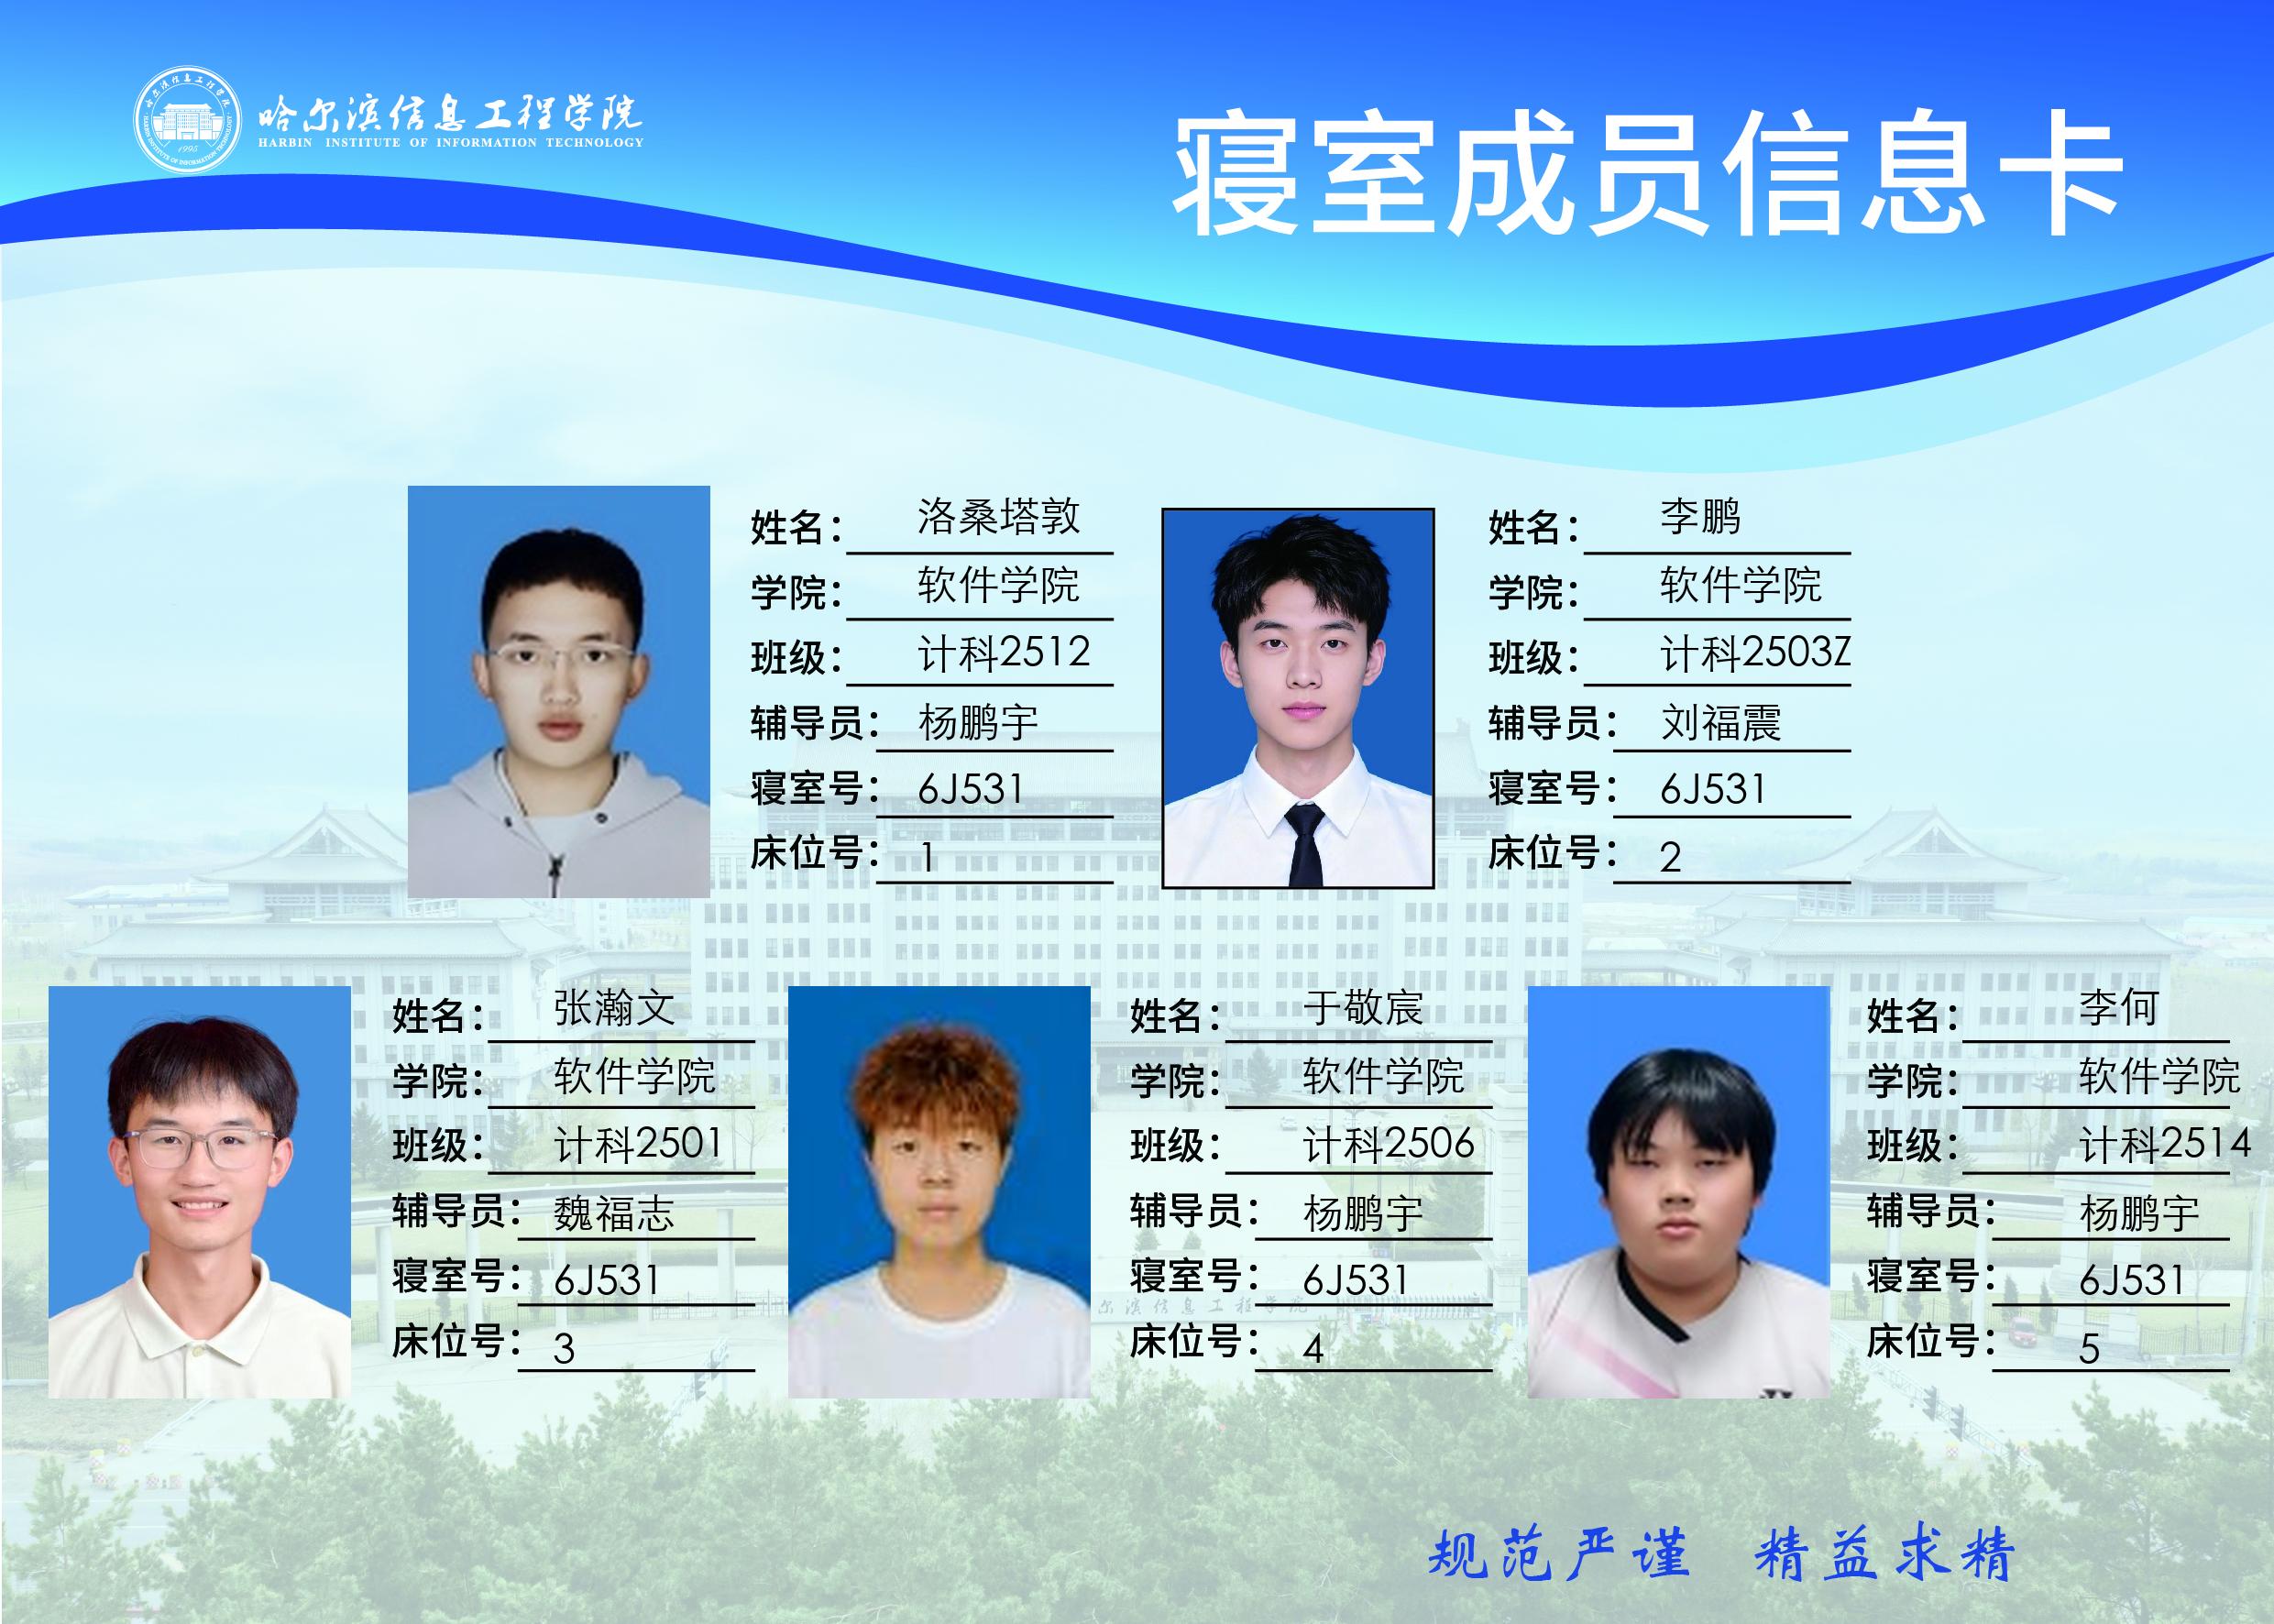 哈尔滨信息工程学院
HARBIN INSTITUTE OF INFORMATION TECHNOLOGY
1995
寝室成员信息卡
姓名：洛桑塔敦
学院：软件学院
班级：计科2512
辅导员：杨鹏宇
寝室号：6J531
床位号：1
姓名：李鹏
学院：软件学院
班级：计科2503Z
辅导员：刘福震
寝室号：6J531
床位号：2
姓名：张瀚文
学院：软件学院
班级：计科2501
辅导员：魏福志
寝室号：6J531
床位号：3
姓名：于敬宸
学院：软件学院
班级：计科2506
辅导员：杨鹏宇
寝室号：6J531
床位号：4
姓名：李何
学院：软件学院
班级：计科2514
辅导员：杨鹏宇
寝室号：6J531
床位号：5
尔滨信息工程学院
规范严谨 精益求精